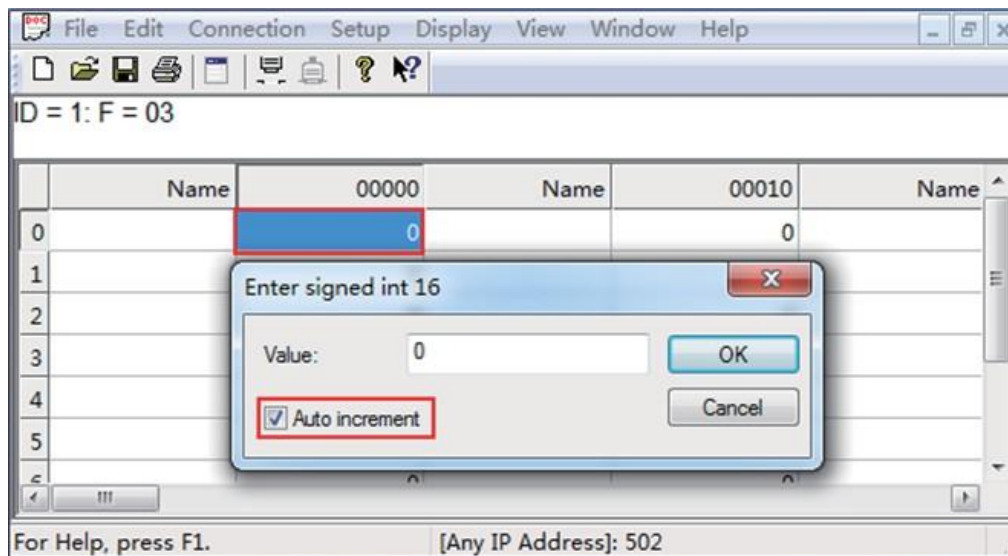 DOC File Edit Connection Setup Display View Window Help
ID = 1: F = 03
Name 00000 Name 00010 Name
0 0 0
1
Enter signed int 16
2
Value: 0 OK
3
4
Auto increment Cancel
5
For Help, press F1. [Any IP Address]: 502